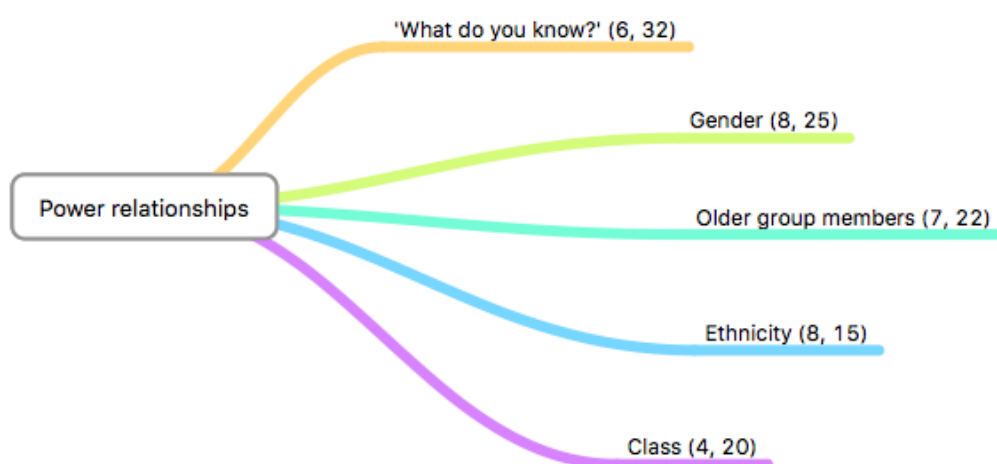 'What do you know?' (6, 32)
Gender (8, 25)
Power relationships
Older group members (7, 22)
Ethnicity (8, 15)
Class (4, 20)